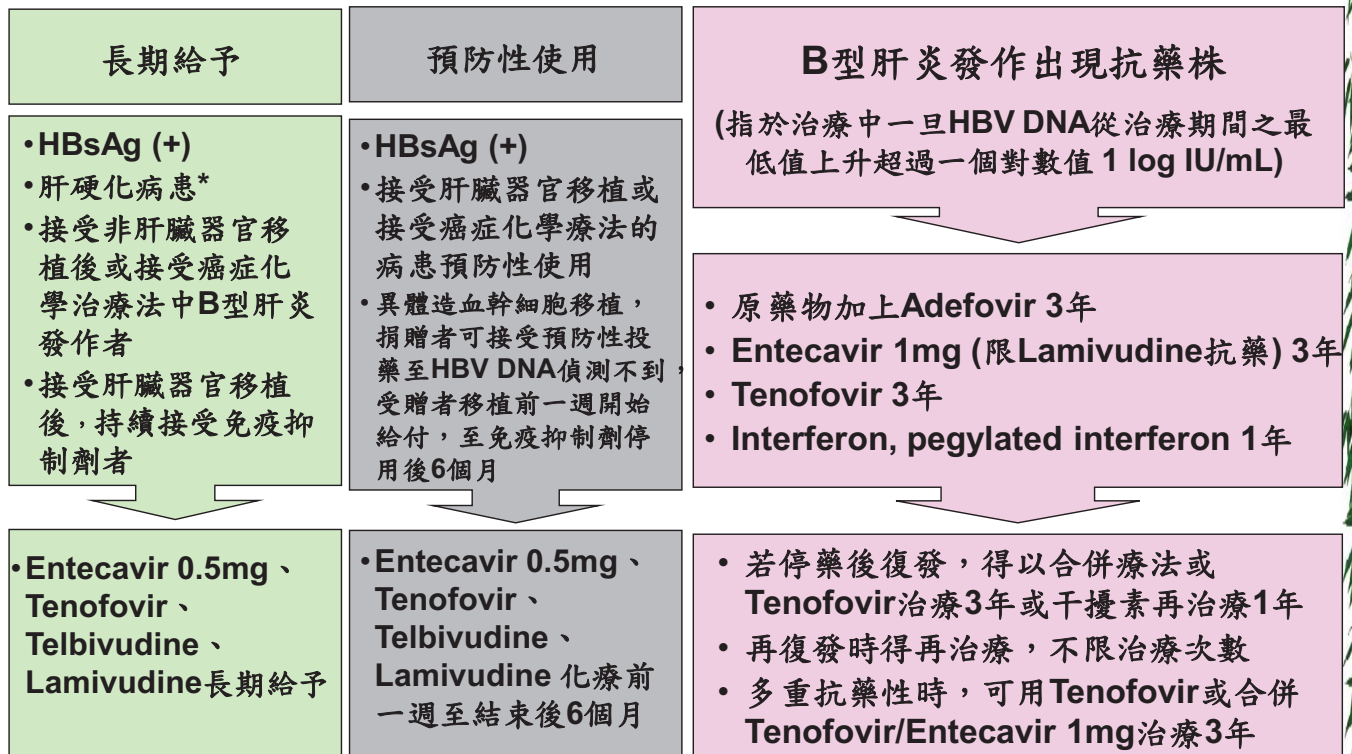 長期給予
•HBsAg (+)
•肝硬化病患*
•接受非肝臟器官移
植後或接受癌症化
學治療法中B型肝炎
發作者
•接受肝臟器官移植
後,持續接受免疫抑
制劑者
•Entecavir 0.5mg、
Tenofovir、
Telbivudine、
Lamivudine長期給予
預防性使用
•HBsAg (+)
•接受肝臟器官移植或
接受癌症化學療法的
病患預防性使用
•異體造血幹細胞移植,
捐贈者可接受預防性投
藥至HBV DNA偵測不到,
受贈者移植前一週開始
給付,至免疫抑制劑停
用後6個月
•Entecavir 0.5mg、
Tenofovir、
Telbivudine、
Lamivudine 化療前
一週至結束後6個月
B型肝炎發作出現抗藥株
(指於治療中一旦HBV DNA從治療期間之最
低值上升超過一個對數值 1 log IU/mL)
• 原藥物加上Adefovir 3年
• Entecavir 1mg (限Lamivudine抗藥) 3年
• Tenofovir 3年
• Interferon, pegylated interferon 1年
• 若停藥後復發,得以合併療法或
Tenofovir治療3年或干擾素再治療1年
• 再復發時得再治療,不限治療次數
• 多重抗藥性時,可用Tenofovir或合併
Tenofovir/Entecavir 1mg治療3年